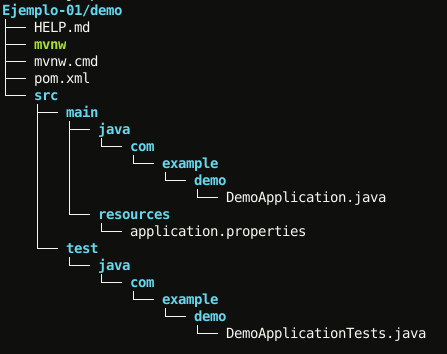 Ejemplo-01/demo
├── HELP.md
├── mvnw
├── mvnw.cmd
├── pom.xml
└── src
    ├── main
    │   ├── java
    │   │   └── com
    │   │       └── example
    │   │           └── demo
    │   │               └── DemoApplication.java
    │   └── resources
    │       └── application.properties
    └── test
        └── java
            └── com
                └── example
                    └── demo
                        └── DemoApplicationTests.java